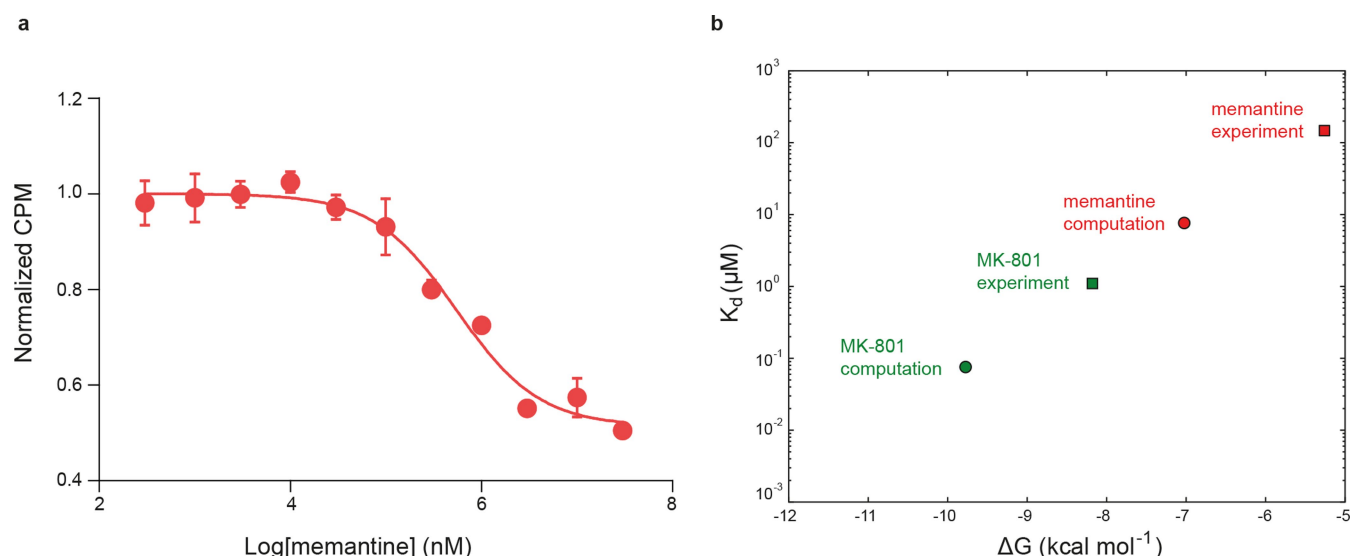 a
1.2
1.0
0.8
0.6
0.4
2
4
6
8
Normalized CPM
Log[memantine] (nM)
b
10³
10²
10¹
10⁰
10⁻¹
10⁻²
10⁻³
-12
-11
-10
-9
-8
-7
-6
-5
K_d (μM)
ΔG (kcal mol⁻¹)
memantine
experiment
memantine
computation
MK-801
experiment
MK-801
computation